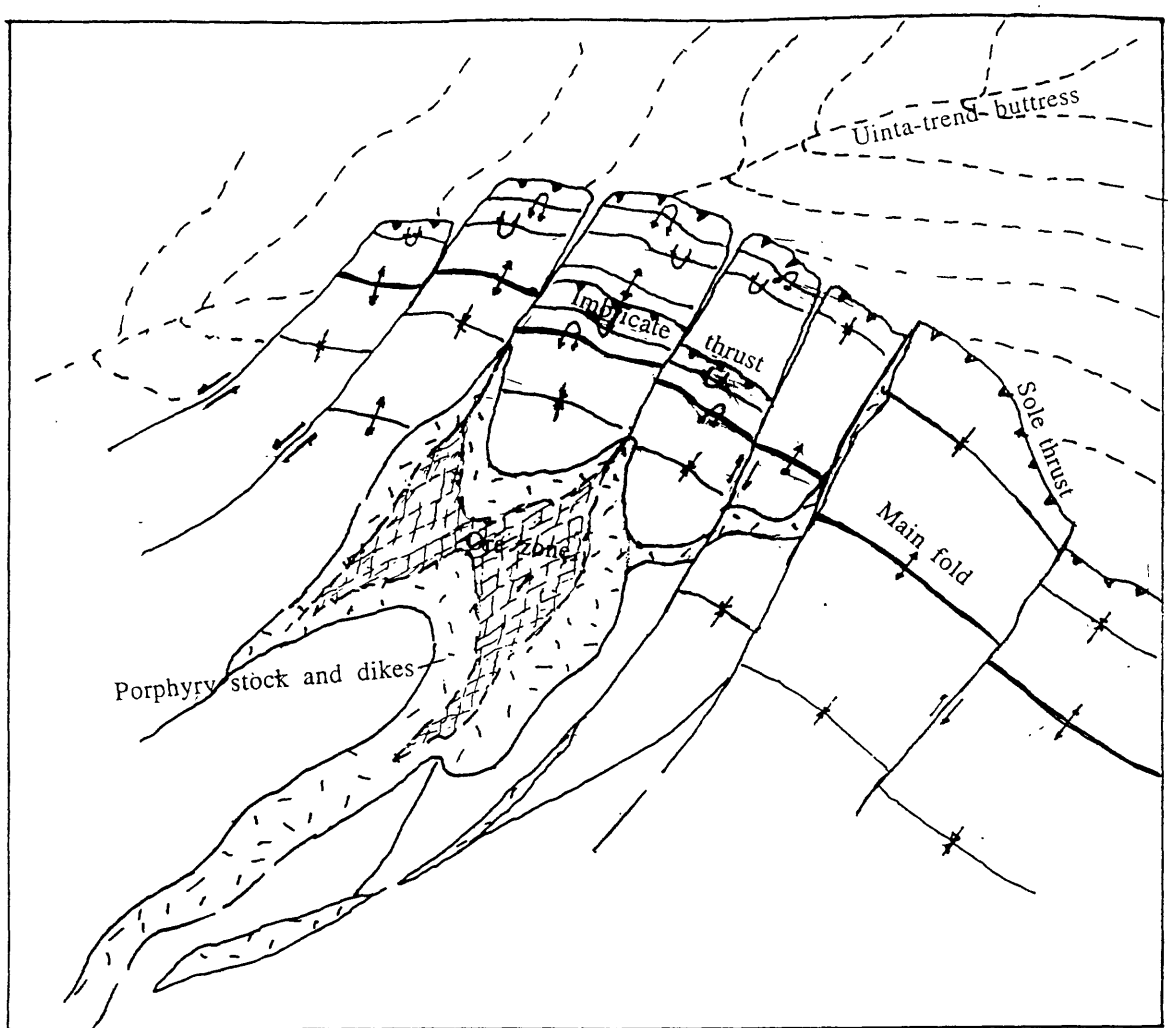 Uinta-trend buttress
Imbricate
thrust
Sole thrust
Main fold
Ore zone
Porphyry stock and dikes